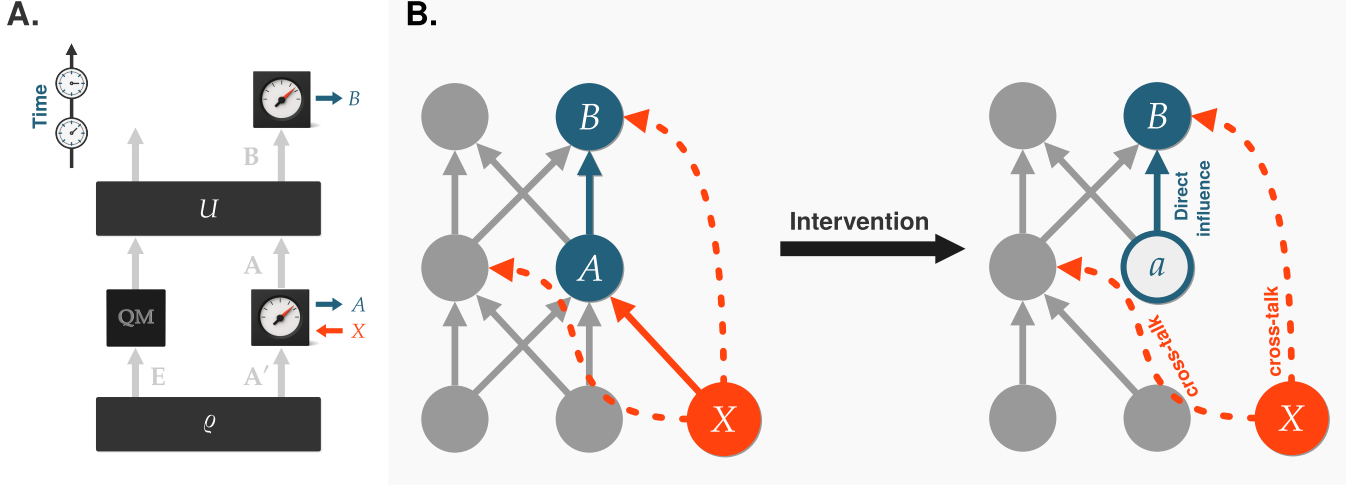 A.
Time
B
B
U
A
QM
A
X
E
A′
ϱ
B.
B
A
X
Intervention
B
Direct
influence
a
cross-talk
cross-talk
X